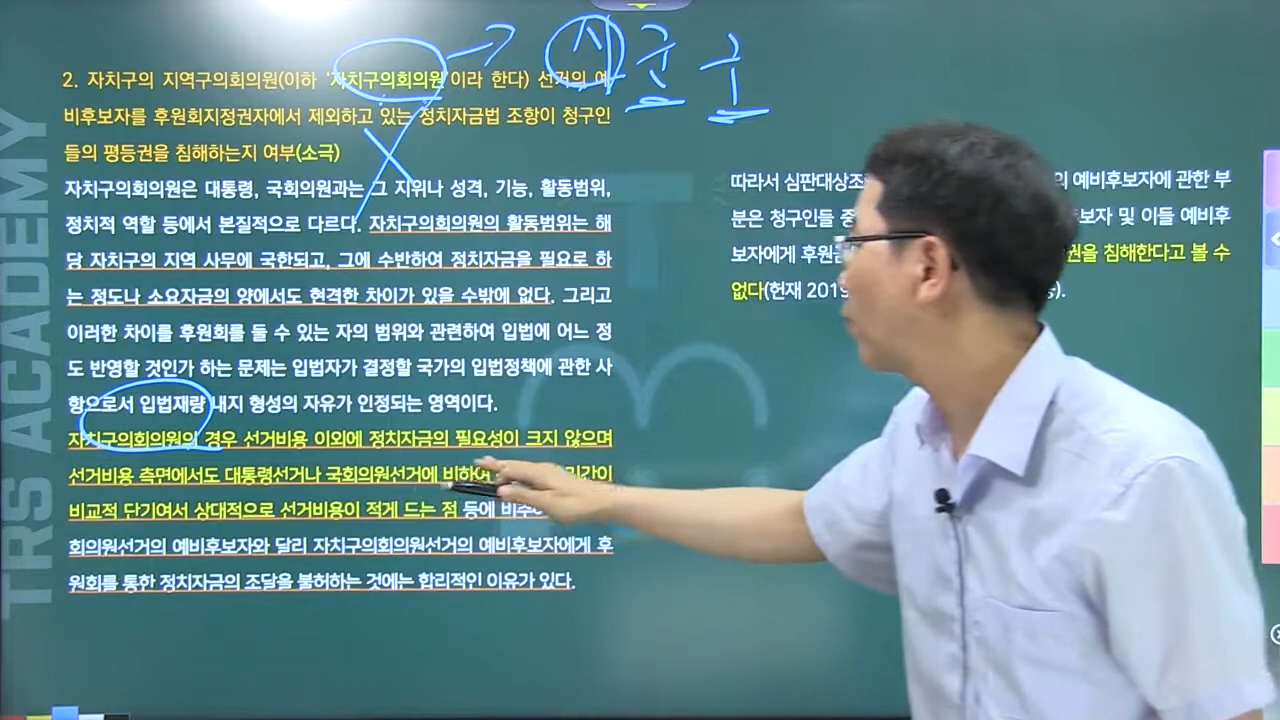 시군구
2. 자치구의 지역구의회의원(이하 '자치구의회의원'이라 한다) 선거의 예
비후보자를 후원회지정권자에서 제외하고 있는 정치자금법 조항이 청구인
들의 평등권을 침해하는지 여부(소극)
자치구의회의원은 대통령, 국회의원과는 그 지위나 성격, 기능, 활동범위,
정치적 역할 등에서 본질적으로 다르다. 자치구의회의원의 활동범위는 해
당 자치구의 지역 사무에 국한되고, 그에 수반하여 정치자금을 필요로 하
는 정도나 소요자금의 양에서도 현격한 차이가 있을 수밖에 없다. 그리고
이러한 차이를 후원회를 둘 수 있는 자의 범위와 관련하여 입법에 어느 정
도 반영할 것인가 하는 문제는 입법자가 결정할 국가의 입법정책에 관한 사
항으로서 입법재량 내지 형성의 자유가 인정되는 영역이다.
자치구의회의원의 경우 선거비용 이외에 정치자금의 필요성이 크지 않으며
선거비용 측면에서도 대통령선거나 국회의원선거에 비하여
비교적 단기여서 상대적으로 선거비용이 적게 드는 점 등에
회의원선거의 예비후보자와 달리 자치구의회의원선거의 예비후보자에게 후
원회를 통한 정치자금의 조달을 불허하는 것에는 합리적인 이유가 있다.
따라서 의 예비후보자에 관한 부
분은 청구인들 및 이들 예비후
보자에게 침해한다고 볼 수
없다(헌재
TRS ACADEMY